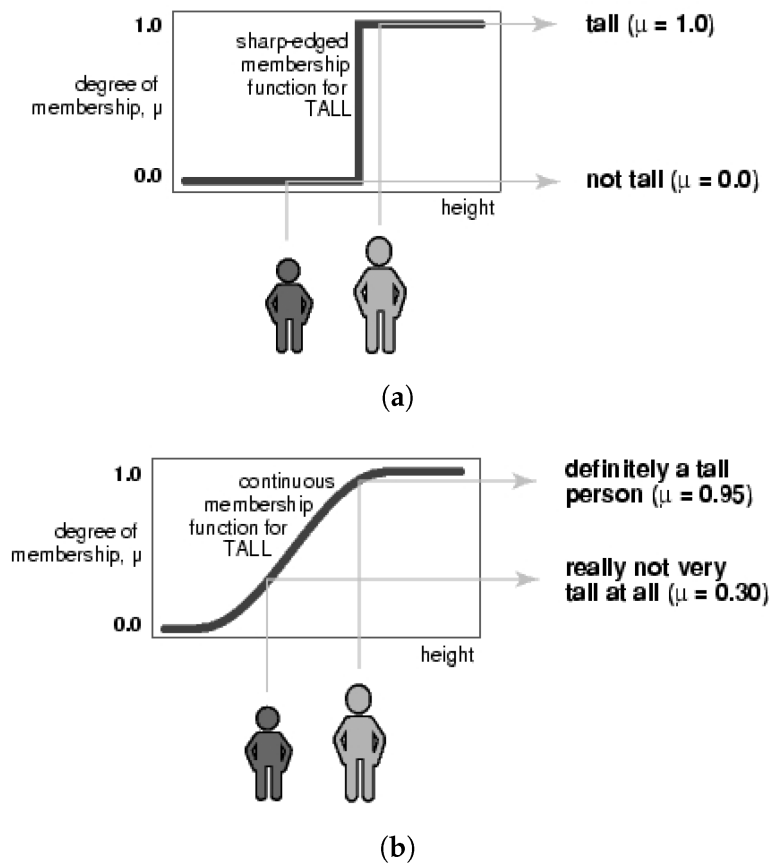 1.0
sharp-edged
membership
function for
TALL
degree of
membership, µ
0.0
height
tall (µ = 1.0)
not tall (µ = 0.0)
(a)
1.0
continuous
membership
function for
TALL
degree of
membership, µ
0.0
height
definitely a tall
person (µ = 0.95)
really not very
tall at all (µ = 0.30)
(b)